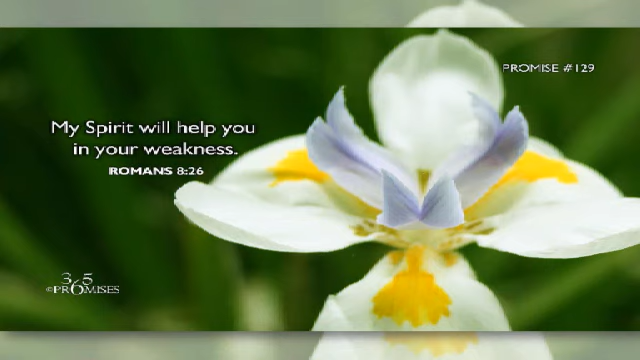 PROMISE #129
My Spirit will help you
in your weakness.
ROMANS 8:26
365
©PROMISES